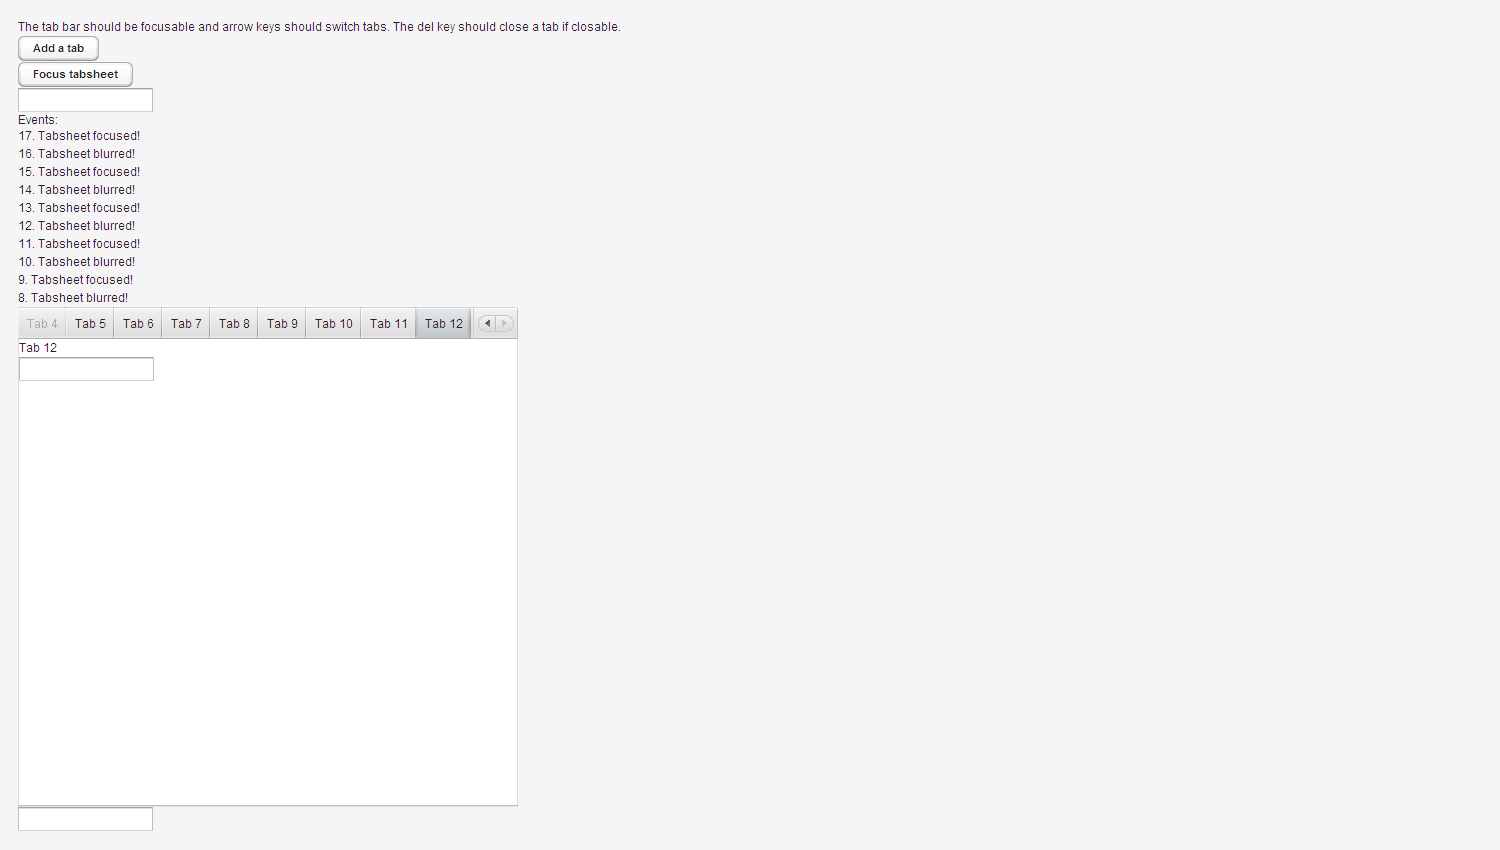 The tab bar should be focusable and arrow keys should switch tabs. The del key should close a tab if closable.
Add a tab
Focus tabsheet
Events:
17. Tabsheet focused!
16. Tabsheet blurred!
15. Tabsheet focused!
14. Tabsheet blurred!
13. Tabsheet focused!
12. Tabsheet blurred!
11. Tabsheet focused!
10. Tabsheet blurred!
9. Tabsheet focused!
8. Tabsheet blurred!
Tab 4 Tab 5 Tab 6 Tab 7 Tab 8 Tab 9 Tab 10 Tab 11 Tab 12
Tab 12